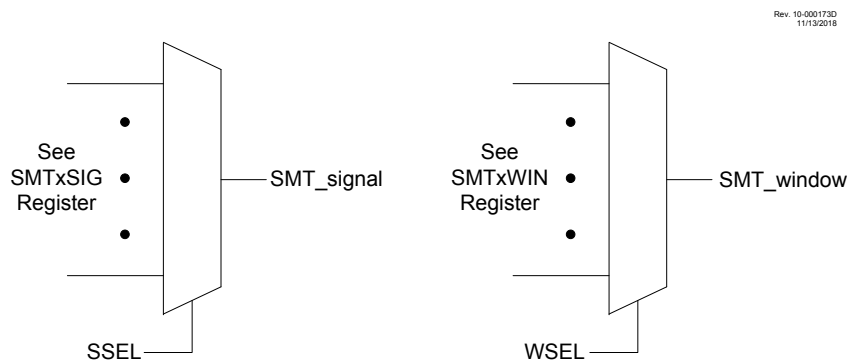 Rev. 10-000173D
11/13/2018
See
SMTxSIG
Register
SMT_signal
SSEL
See
SMTxWIN
Register
SMT_window
WSEL